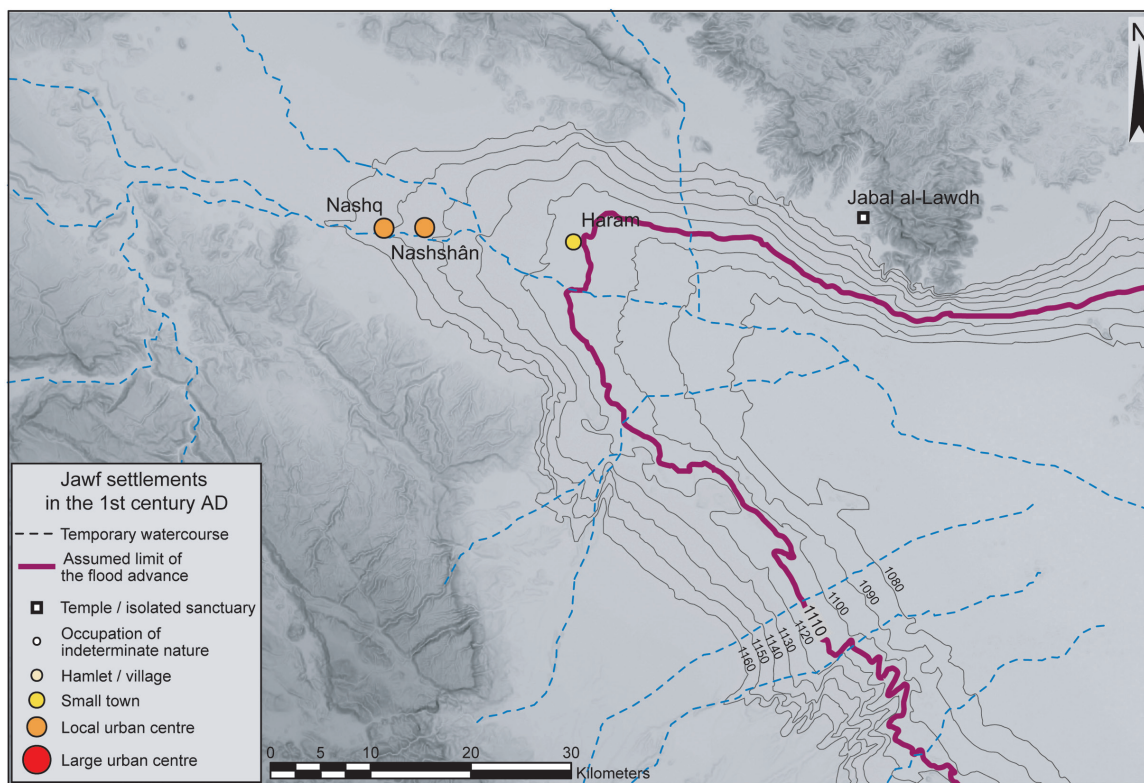 N
Jabal al-Lawdh
Nashq
Haram
Nashshân
1080
1090
1100
1110
1120
1130
1140
1150
1160
Jawf settlements
in the 1st century AD
Temporary watercourse
Assumed limit of
the flood advance
Temple / isolated sanctuary
Occupation of
indeterminate nature
Hamlet / village
Small town
Local urban centre
Large urban centre
0 5 10 20 30
Kilometers